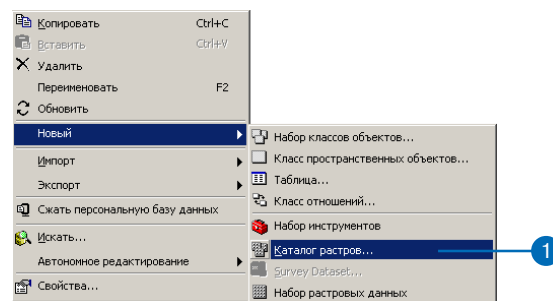 Копировать Ctrl+C
Вставить Ctrl+V
Удалить
Переименовать F2
Обновить
Новый
Импорт
Экспорт
Сжать персональную базу данных
Искать...
Автономное редактирование
Свойства...
Набор классов объектов...
Класс пространственных объектов...
Таблица...
Класс отношений...
Набор инструментов
Каталог растров...
1
Survey Dataset...
Набор растровых данных